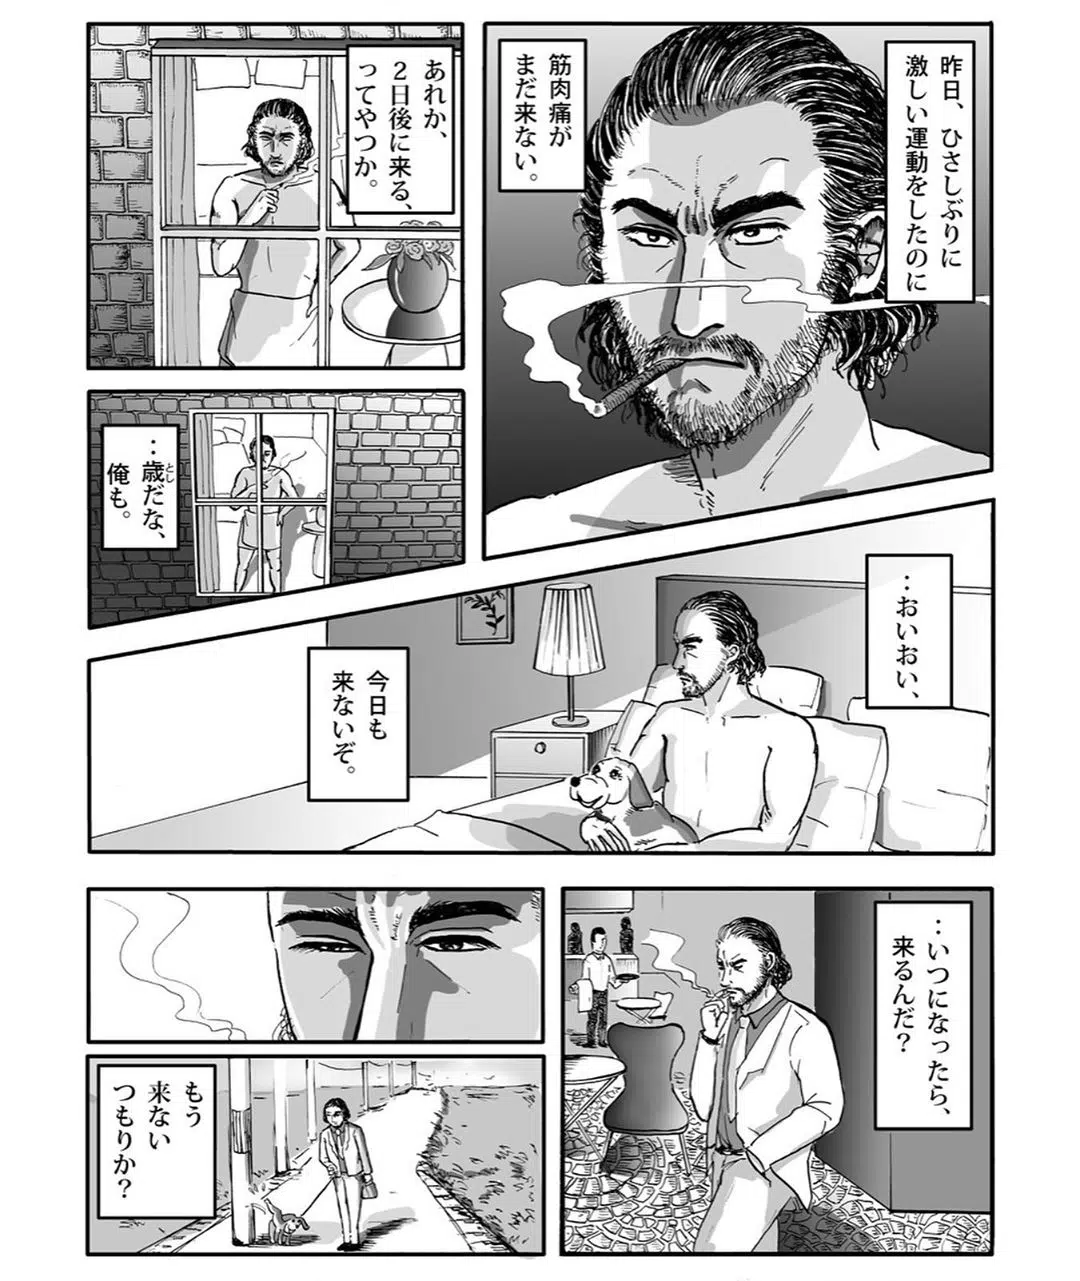 昨日、ひさしぶりに
激しい運動をしたのに
筋肉痛が
まだ来ない。
あれか、
２日後に来る、
ってやつか。
：歳だな、
とし
俺も。
：おいおい、
今日も
来ないぞ。
：いつになったら、
来るんだ？
もう
来ない
つもりか？